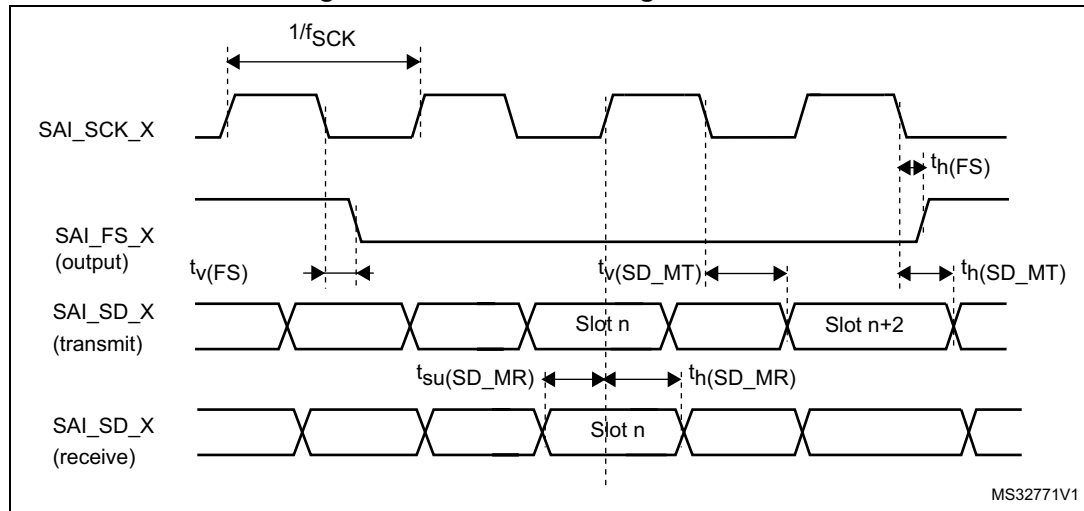 1/fSCK
SAI_SCK_X
th(FS)
SAI_FS_X
(output)
tv(FS)
tv(SD_MT)
th(SD_MT)
SAI_SD_X
(transmit)
Slot n
Slot n+2
tsu(SD_MR)
th(SD_MR)
SAI_SD_X
(receive)
Slot n
MS32771V1